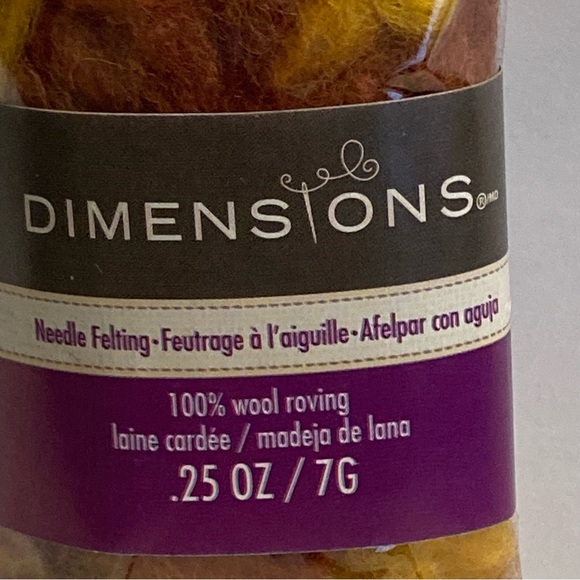 DIMENSIONS®/MD
Needle Felting·Feutrage à l'aiguille·Afelpar con aguja
100% wool roving
laine cardée / madeja de lana
.25 OZ / 7G